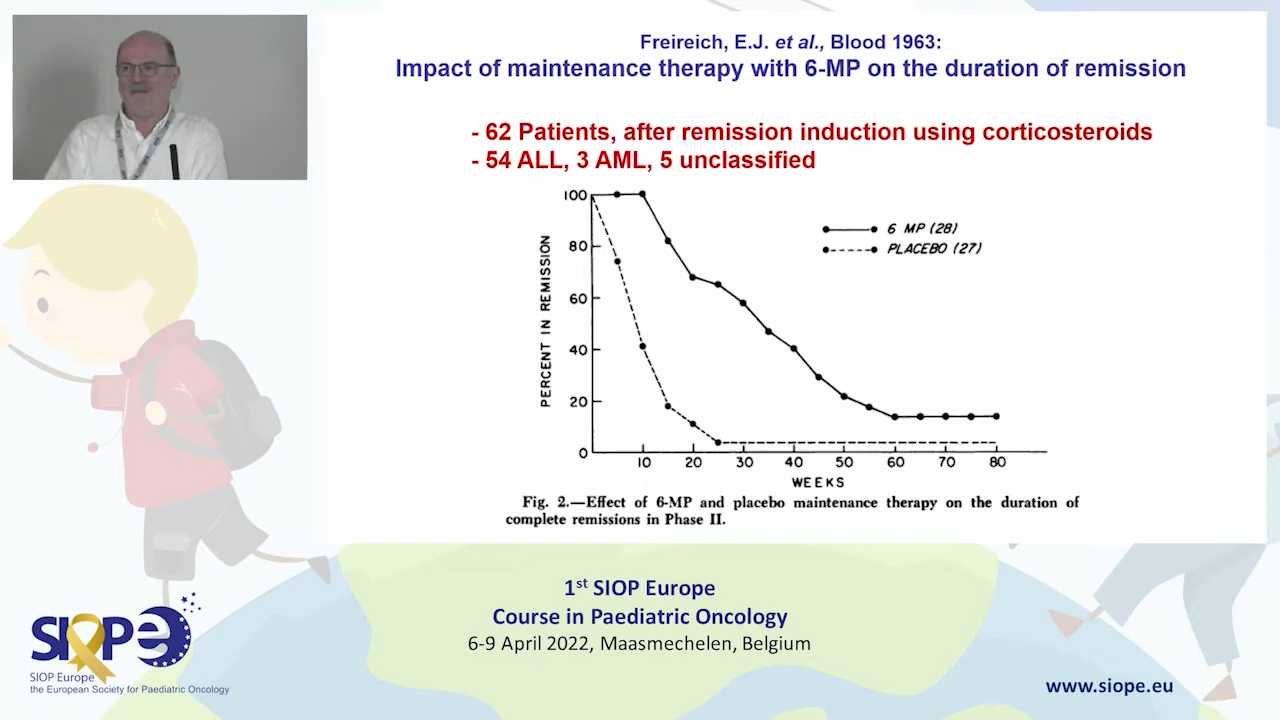 Freireich, E.J. et al., Blood 1963:
Impact of maintenance therapy with 6-MP on the duration of remission
- 62 Patients, after remission induction using corticosteroids
- 54 ALL, 3 AML, 5 unclassified
PERCENT IN REMISSION
100
80
60
40
20
0
6 MP (28)
PLACEBO (27)
10 20 30 40 50 60 70 80
WEEKS
Fig. 2.—Effect of 6-MP and placebo maintenance therapy on the duration of
complete remissions in Phase II.
1st SIOP Europe
Course in Paediatric Oncology
6-9 April 2022, Maasmechelen, Belgium
SIOPe
SIOP Europe
the European Society for Paediatric Oncology
www.siope.eu